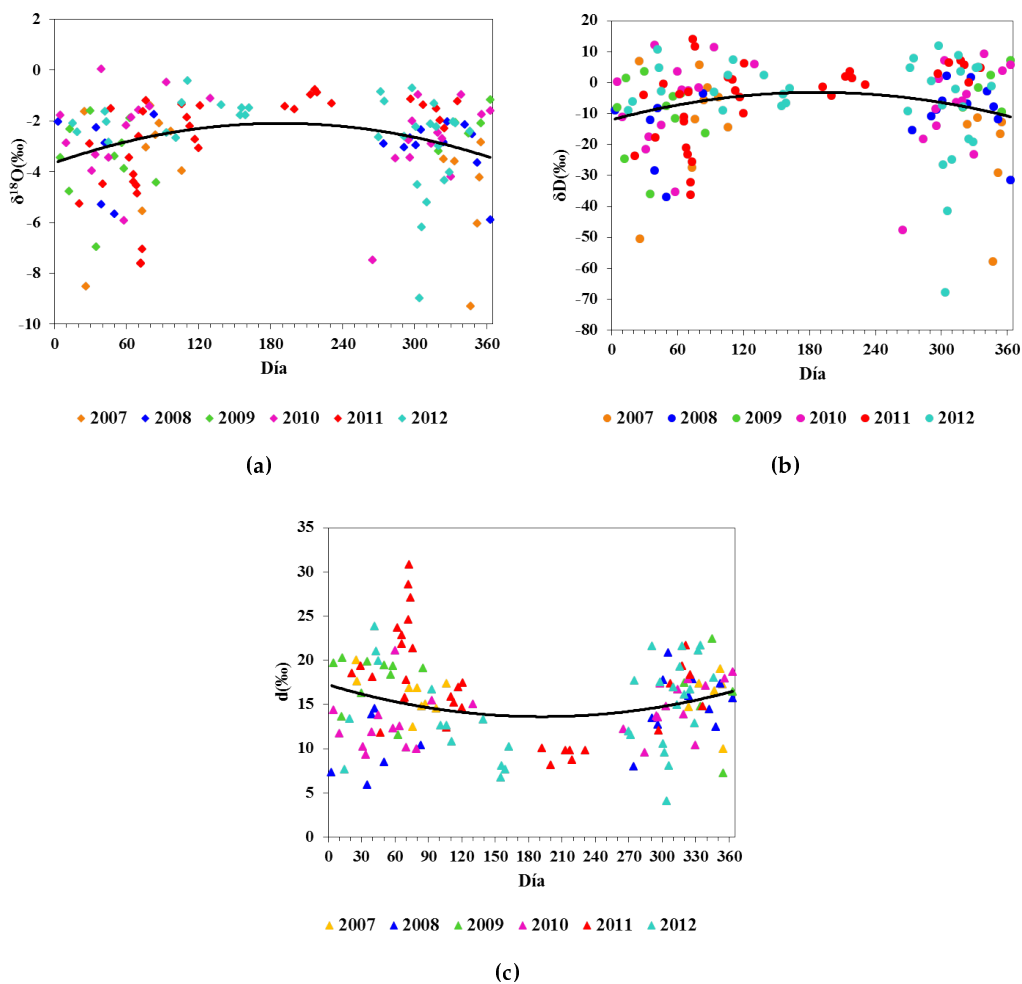 (a)
2
0
-2
-4
-6
-8
-10
δ¹⁸O(‰)
0 60 120 180 240 300 360
Día
2007 2008 2009 2010 2011 2012
(a)
(b)
20
10
0
-10
-20
-30
-40
-50
-60
-70
-80
δD(‰)
0 60 120 180 240 300 360
Día
2007 2008 2009 2010 2011 2012
(b)
c)
35
30
25
20
15
10
5
0
d(‰)
0 30 60 90 120 150 180 210 240 270 300 330 360
Día
2007 2008 2009 2010 2011 2012
(c)